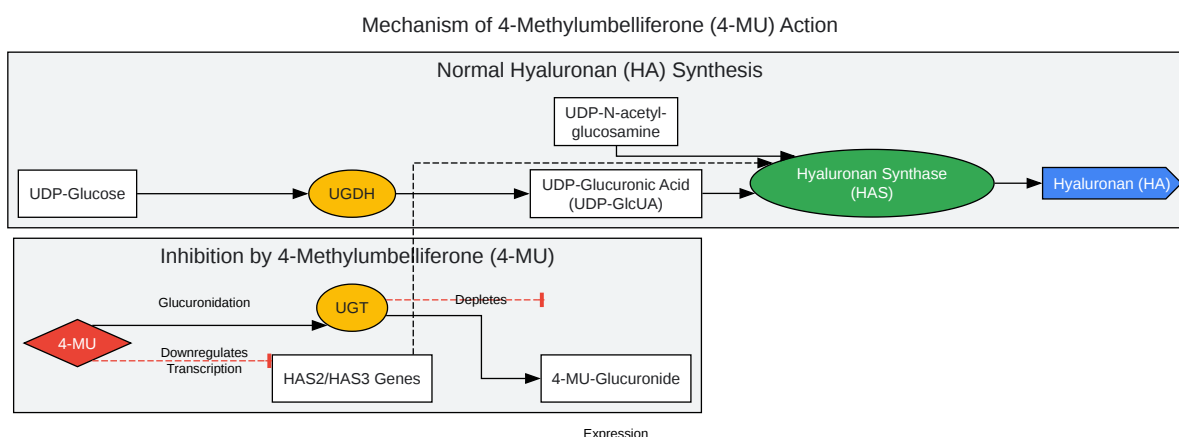 Mechanism of 4-Methylumbelliferone (4-MU) Action
Normal Hyaluronan (HA) Synthesis
UDP-N-acetyl-
glucosamine
UDP-Glucose
UGDH
UDP-Glucuronic Acid
(UDP-GlcUA)
Hyaluronan Synthase
(HAS)
Hyaluronan (HA)
Inhibition by 4-Methylumbelliferone (4-MU)
Glucuronidation
UGT
Depletes
4-MU
Downregulates
Transcription
HAS2/HAS3 Genes
4-MU-Glucuronide
Expression